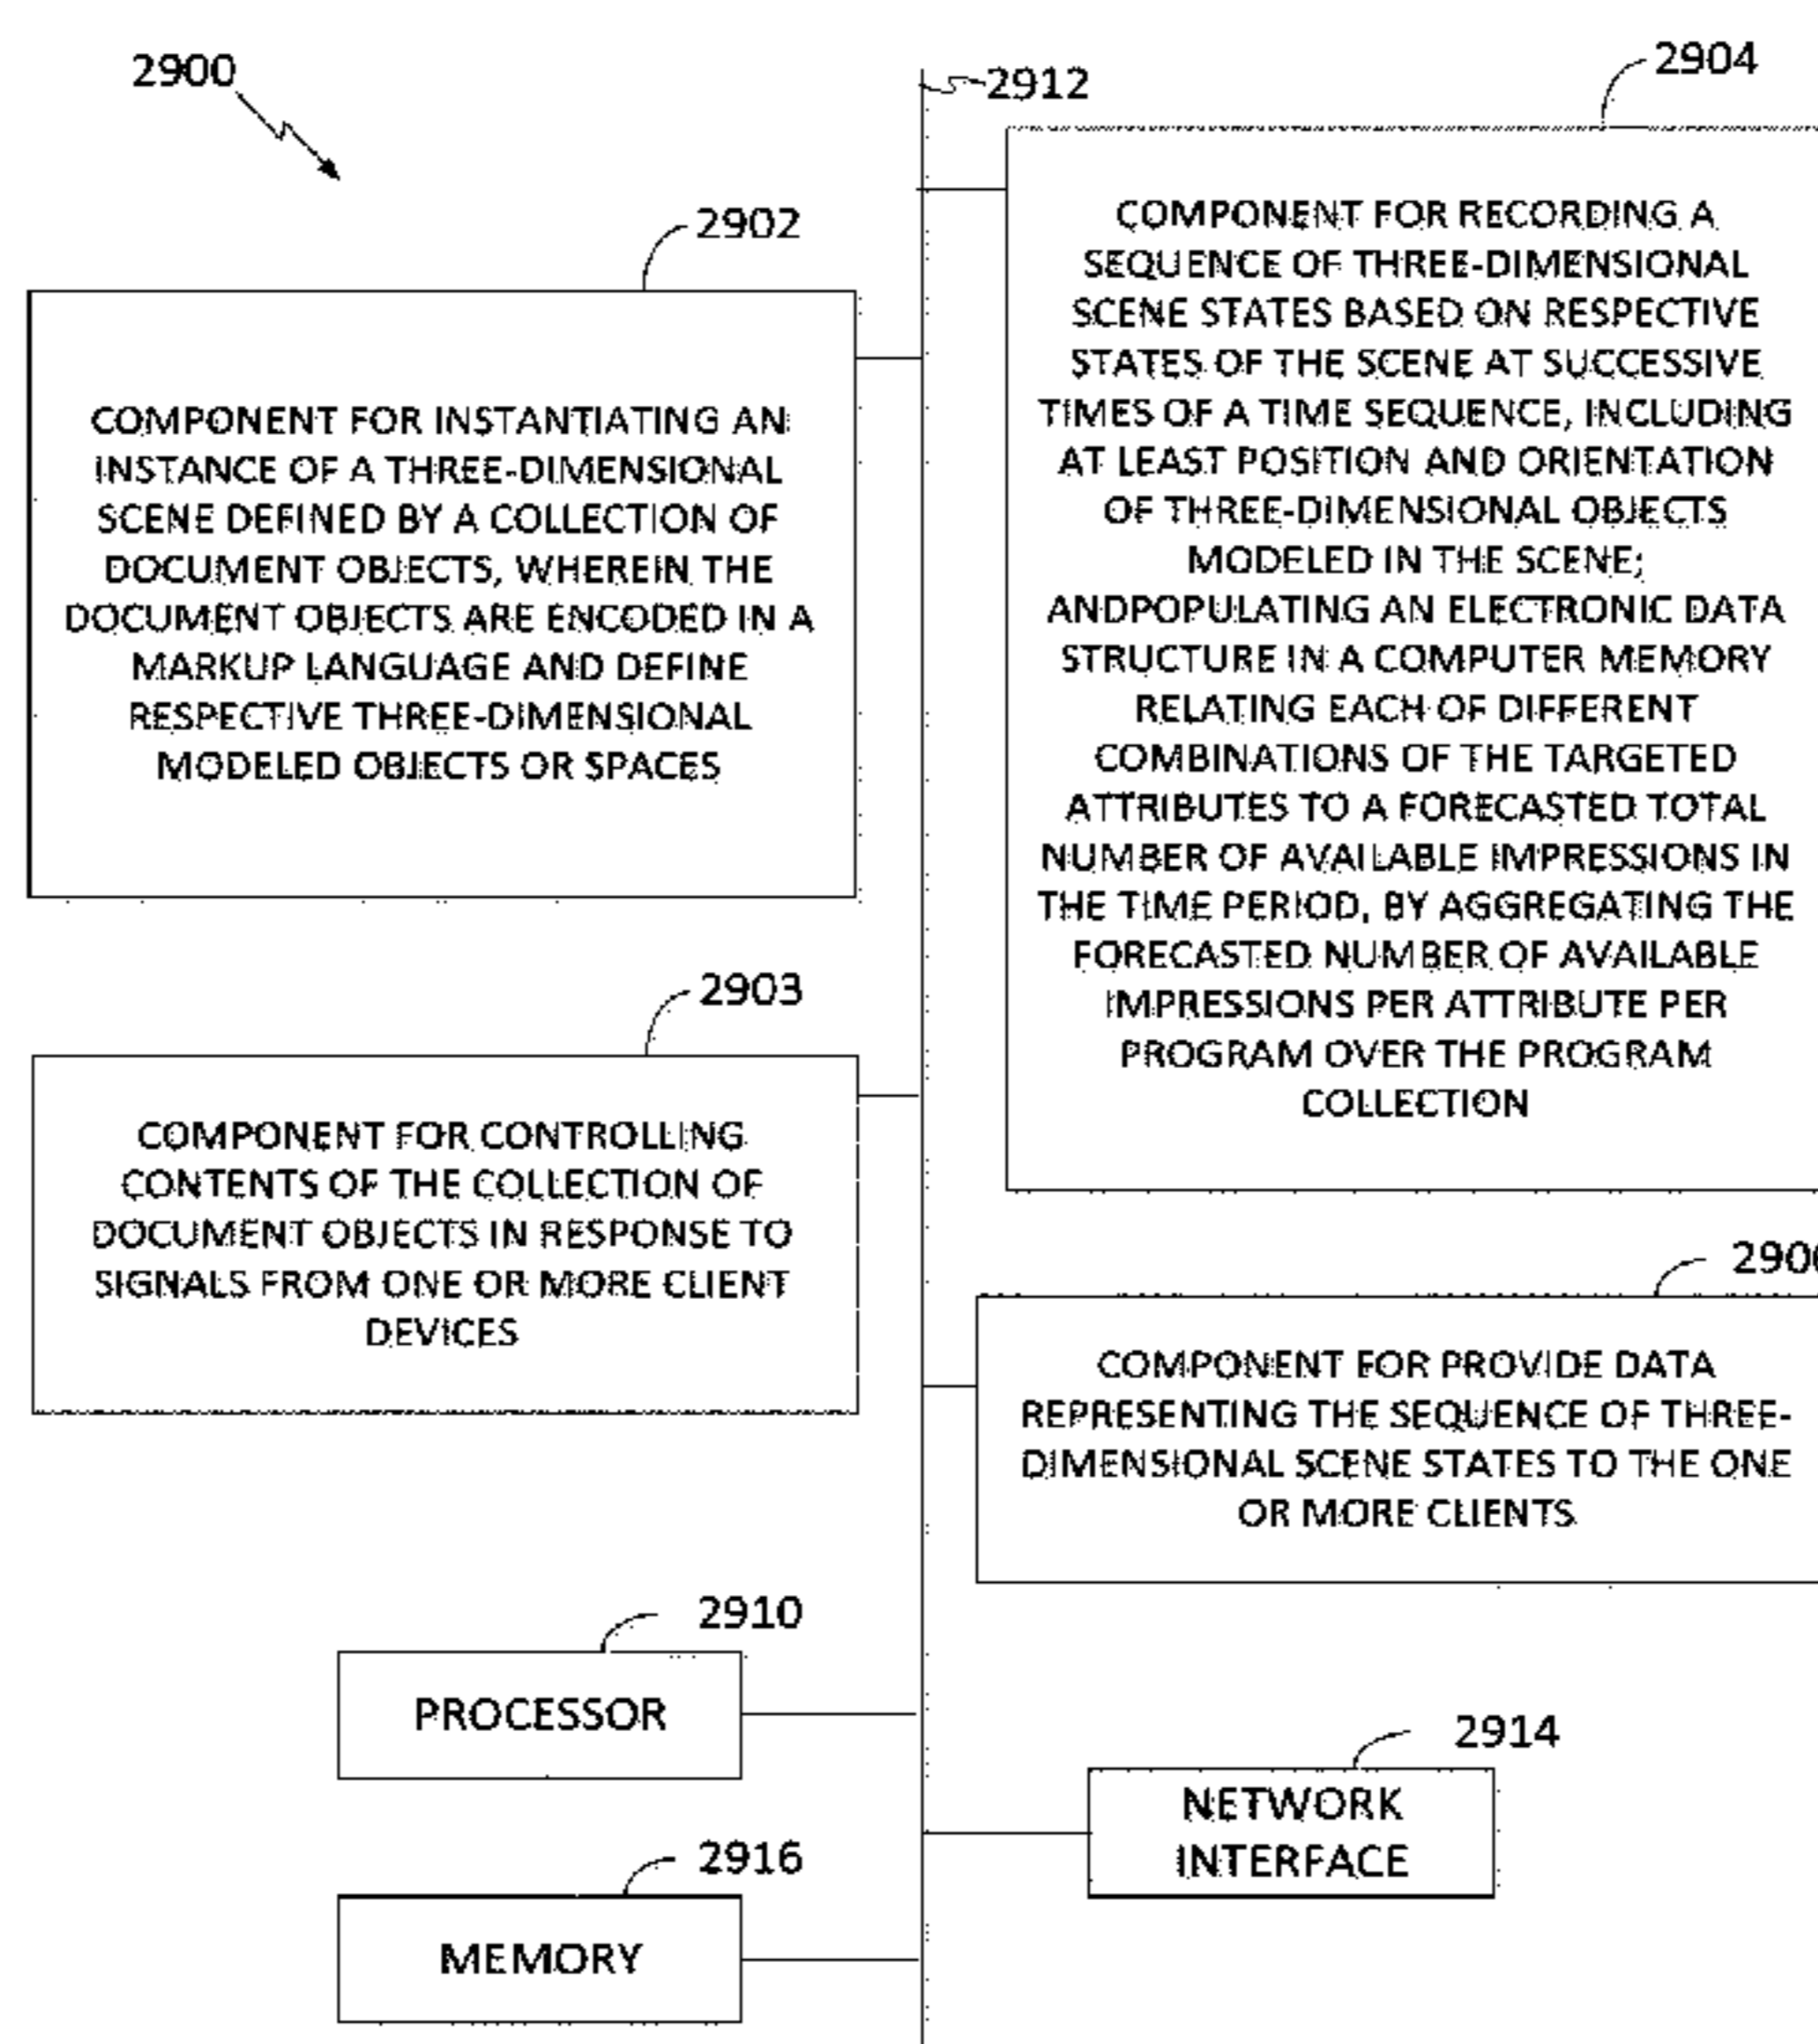 2900
2912
2904
2902
COMPONENT FOR INSTANTIATING AN
INSTANCE OF A THREE-DIMENSIONAL
SCENE DEFINED BY A COLLECTION OF
DOCUMENT OBJECTS, WHEREIN THE
DOCUMENT OBJECTS ARE ENCODED IN A
MARKUP LANGUAGE AND DEFINE
RESPECTIVE THREE-DIMENSIONAL
MODELED OBJECTS OR SPACES
COMPONENT FOR RECORDING A
SEQUENCE OF THREE-DIMENSIONAL
SCENE STATES BASED ON RESPECTIVE
STATES OF THE SCENE AT SUCCESSIVE
TIMES OF A TIME SEQUENCE, INCLUDING
AT LEAST POSITION AND ORIENTATION
OF THREE-DIMENSIONAL OBJECTS
MODELED IN THE SCENE;
ANDPOPULATING AN ELECTRONIC DATA
STRUCTURE IN A COMPUTER MEMORY
RELATING EACH OF DIFFERENT
COMBINATIONS OF THE TARGETED
ATTRIBUTES TO A FORECASTED TOTAL
NUMBER OF AVAILABLE IMPRESSIONS IN
THE TIME PERIOD, BY AGGREGATING THE
FORECASTED NUMBER OF AVAILABLE
IMPRESSIONS PER ATTRIBUTE PER
PROGRAM OVER THE PROGRAM
COLLECTION
2903
COMPONENT FOR CONTROLLING
CONTENTS OF THE COLLECTION OF
DOCUMENT OBJECTS IN RESPONSE TO
SIGNALS FROM ONE OR MORE CLIENT
DEVICES
COMPONENT FOR PROVIDE DATA
REPRESENTING THE SEQUENCE OF THREE-
DIMENSIONAL SCENE STATES TO THE ONE
OR MORE CLIENTS
2910
PROCESSOR
2914
NETWORK
INTERFACE
2916
MEMORY